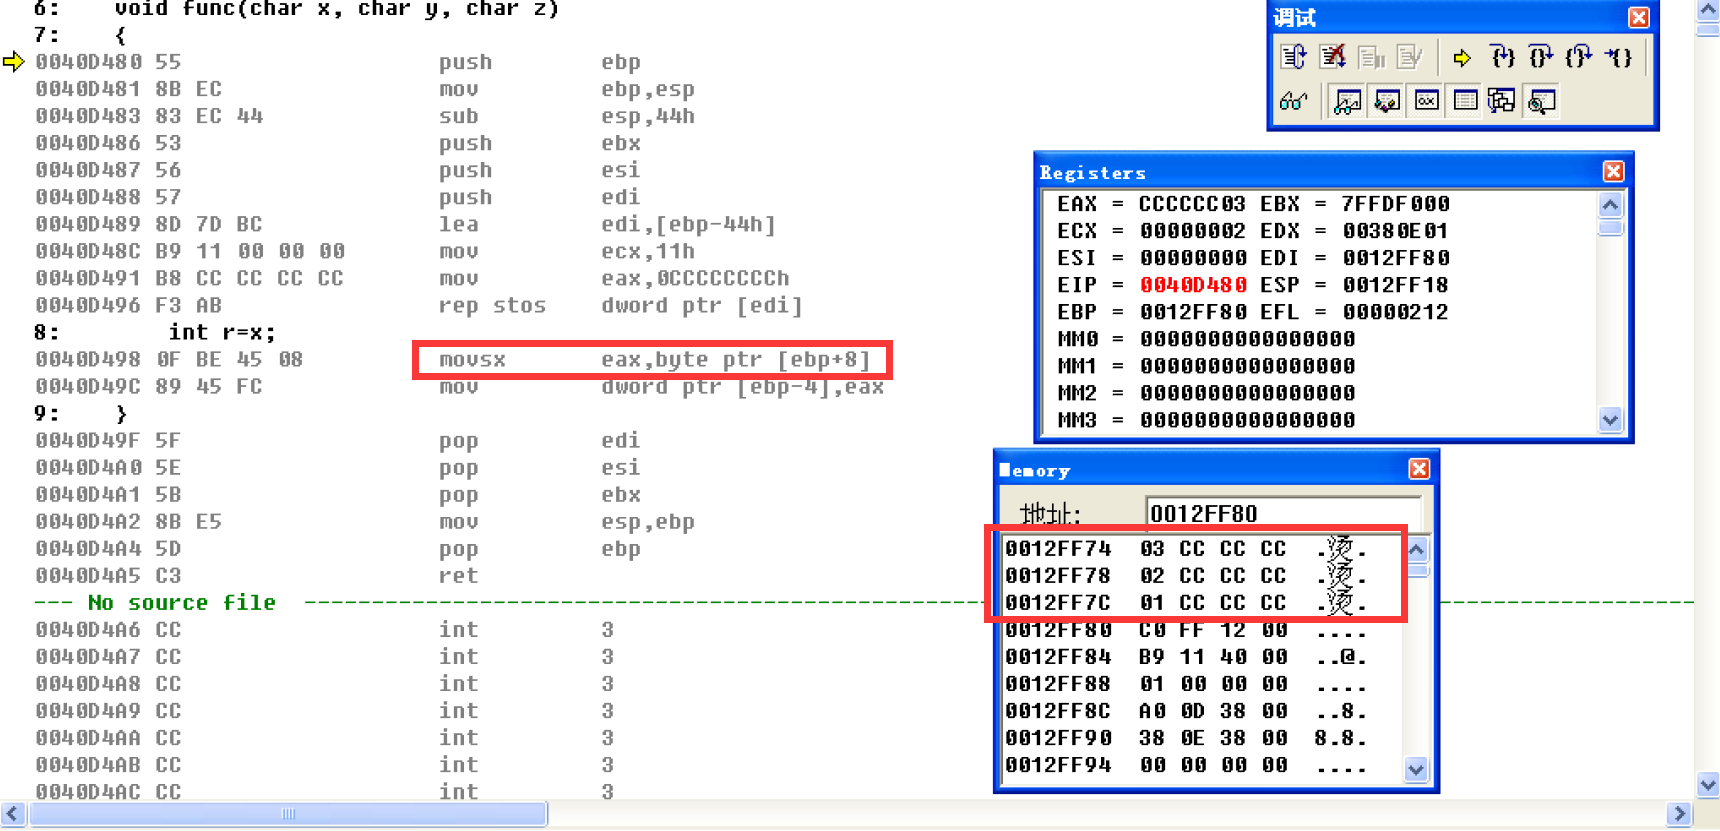 6:    void func(char x, char y, char z)
7:    {
0040D480 55                   push        ebp
0040D481 8B EC                mov         ebp,esp
0040D483 83 EC 44             sub         esp,44h
0040D486 53                   push        ebx
0040D487 56                   push        esi
0040D488 57                   push        edi
0040D489 8D 7D BC             lea         edi,[ebp-44h]
0040D48C B9 11 00 00 00       mov         ecx,11h
0040D491 B8 CC CC CC CC       mov         eax,0CCCCCCCCh
0040D496 F3 AB                rep stos    dword ptr [edi]
8:        int r=x;
0040D498 0F BE 45 08          movsx       eax,byte ptr [ebp+8]
0040D49C 89 45 FC             mov         dword ptr [ebp-4],eax
9:    }
0040D49F 5F                   pop         edi
0040D4A0 5E                   pop         esi
0040D4A1 5B                   pop         ebx
0040D4A2 8B E5                mov         esp,ebp
0040D4A4 5D                   pop         ebp
0040D4A5 C3                   ret
--- No source file
0040D4A6 CC                   int         3
0040D4A7 CC                   int         3
0040D4A8 CC                   int         3
0040D4A9 CC                   int         3
0040D4AA CC                   int         3
0040D4AB CC                   int         3
0040D4AC CC                   int         3
调试
Registers
EAX = CCCCCC03 EBX = 7FFDF000
ECX = 00000002 EDX = 00380E01
ESI = 00000000 EDI = 0012FF80
EIP = 0040D480 ESP = 0012FF18
EBP = 0012FF80 EFL = 00000212
MM0 = 0000000000000000
MM1 = 0000000000000000
MM2 = 0000000000000000
MM3 = 0000000000000000
Memory
地址: 0012FF80
0012FF74  03 CC CC CC  .烫.
0012FF78  02 CC CC CC  .烫.
0012FF7C  01 CC CC CC  .烫.
0012FF80  C0 FF 12 00  ....
0012FF84  B9 11 40 00  ..@.
0012FF88  01 00 00 00  ....
0012FF8C  A0 0D 38 00  ..8.
0012FF90  38 0E 38 00  8.8.
0012FF94  00 00 00 00  ....